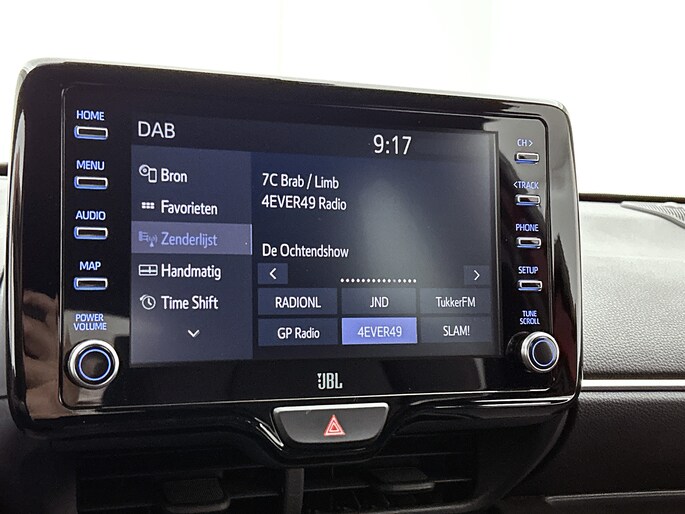 HOME
MENU
AUDIO
MAP
POWER
VOLUME
DAB
9:17
Bron
Favorieten
Zenderlijst
Handmatig
Time Shift
7C Brab / Limb
4EVER49 Radio
De Ochtendshow
RADIONL JND TukkerFM
GP Radio 4EVER49 SLAM!
CH>
<TRACK
PHONE
SETUP
TUNE
SCROLL
JBL